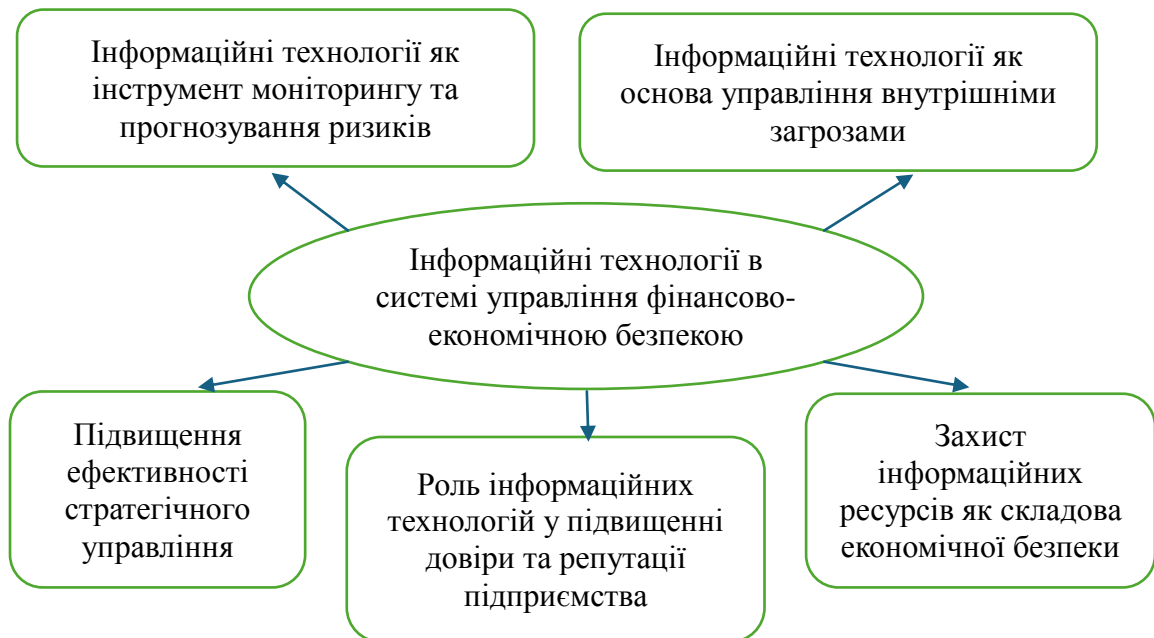 Інформаційні технології як
інструмент моніторингу та
прогнозування ризиків
Інформаційні технології як
основа управління внутрішніми
загрозами
Інформаційні технології в
системі управління фінансово-
економічною безпекою
Підвищення
ефективності
стратегічного
управління
Роль інформаційних
технологій у підвищенні
довіри та репутації
підприємства
Захист
інформаційних
ресурсів як складова
економічної безпеки